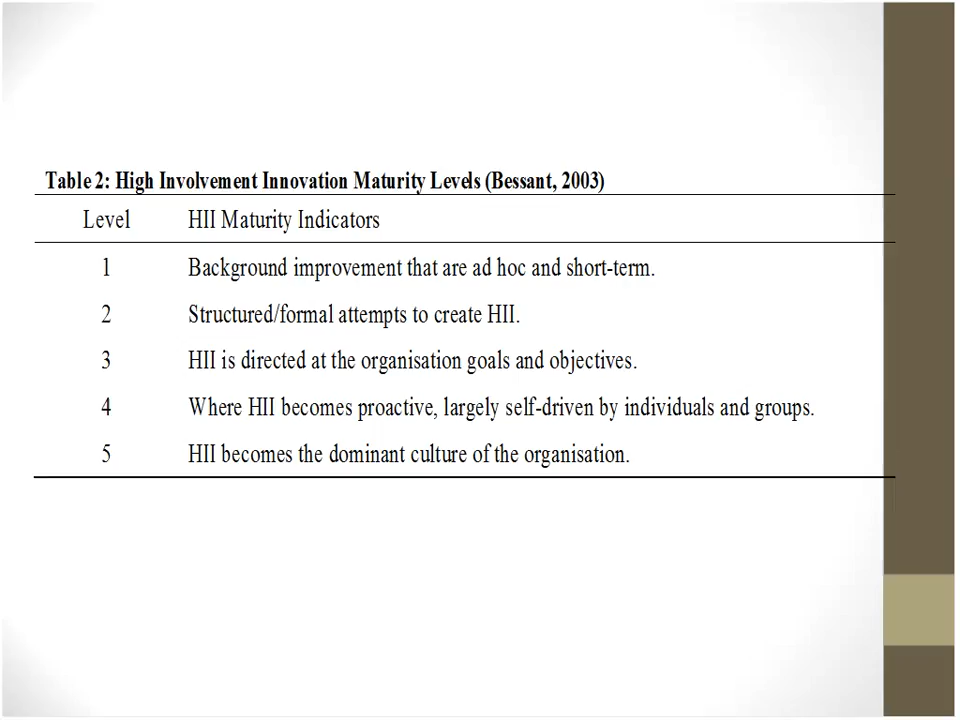 Table 2: High Involvement Innovation Maturity Levels (Bessant, 2003)
Level HII Maturity Indicators
1 Background improvement that are ad hoc and short-term.
2 Structured/formal attempts to create HII.
3 HII is directed at the organisation goals and objectives.
4 Where HII becomes proactive, largely self-driven by individuals and groups.
5 HII becomes the dominant culture of the organisation.